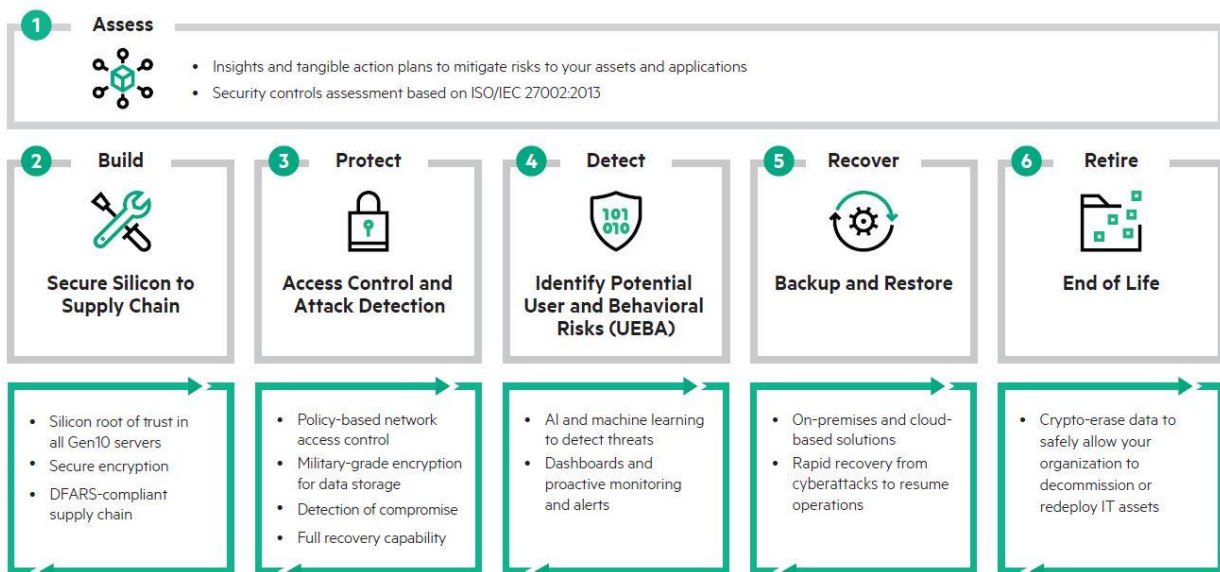 1 Assess
• Insights and tangible action plans to mitigate risks to your assets and applications
• Security controls assessment based on ISO/IEC 27002:2013
2 Build
Secure Silicon to
Supply Chain
• Silicon root of trust in
all Gen10 servers
• Secure encryption
• DFARS-compliant
supply chain
3 Protect
Access Control and
Attack Detection
• Policy-based network
access control
• Military-grade encryption
for data storage
• Detection of compromise
• Full recovery capability
4 Detect
101
010
Identify Potential
User and Behavioral
Risks (UEBA)
• AI and machine learning
to detect threats
• Dashboards and
proactive monitoring
and alerts
5 Recover
Backup and Restore
• On-premises and cloud-
based solutions
• Rapid recovery from
cyberattacks to resume
operations
6 Retire
End of Life
• Crypto-erase data to
safely allow your
organization to
decommission or
redeploy IT assets